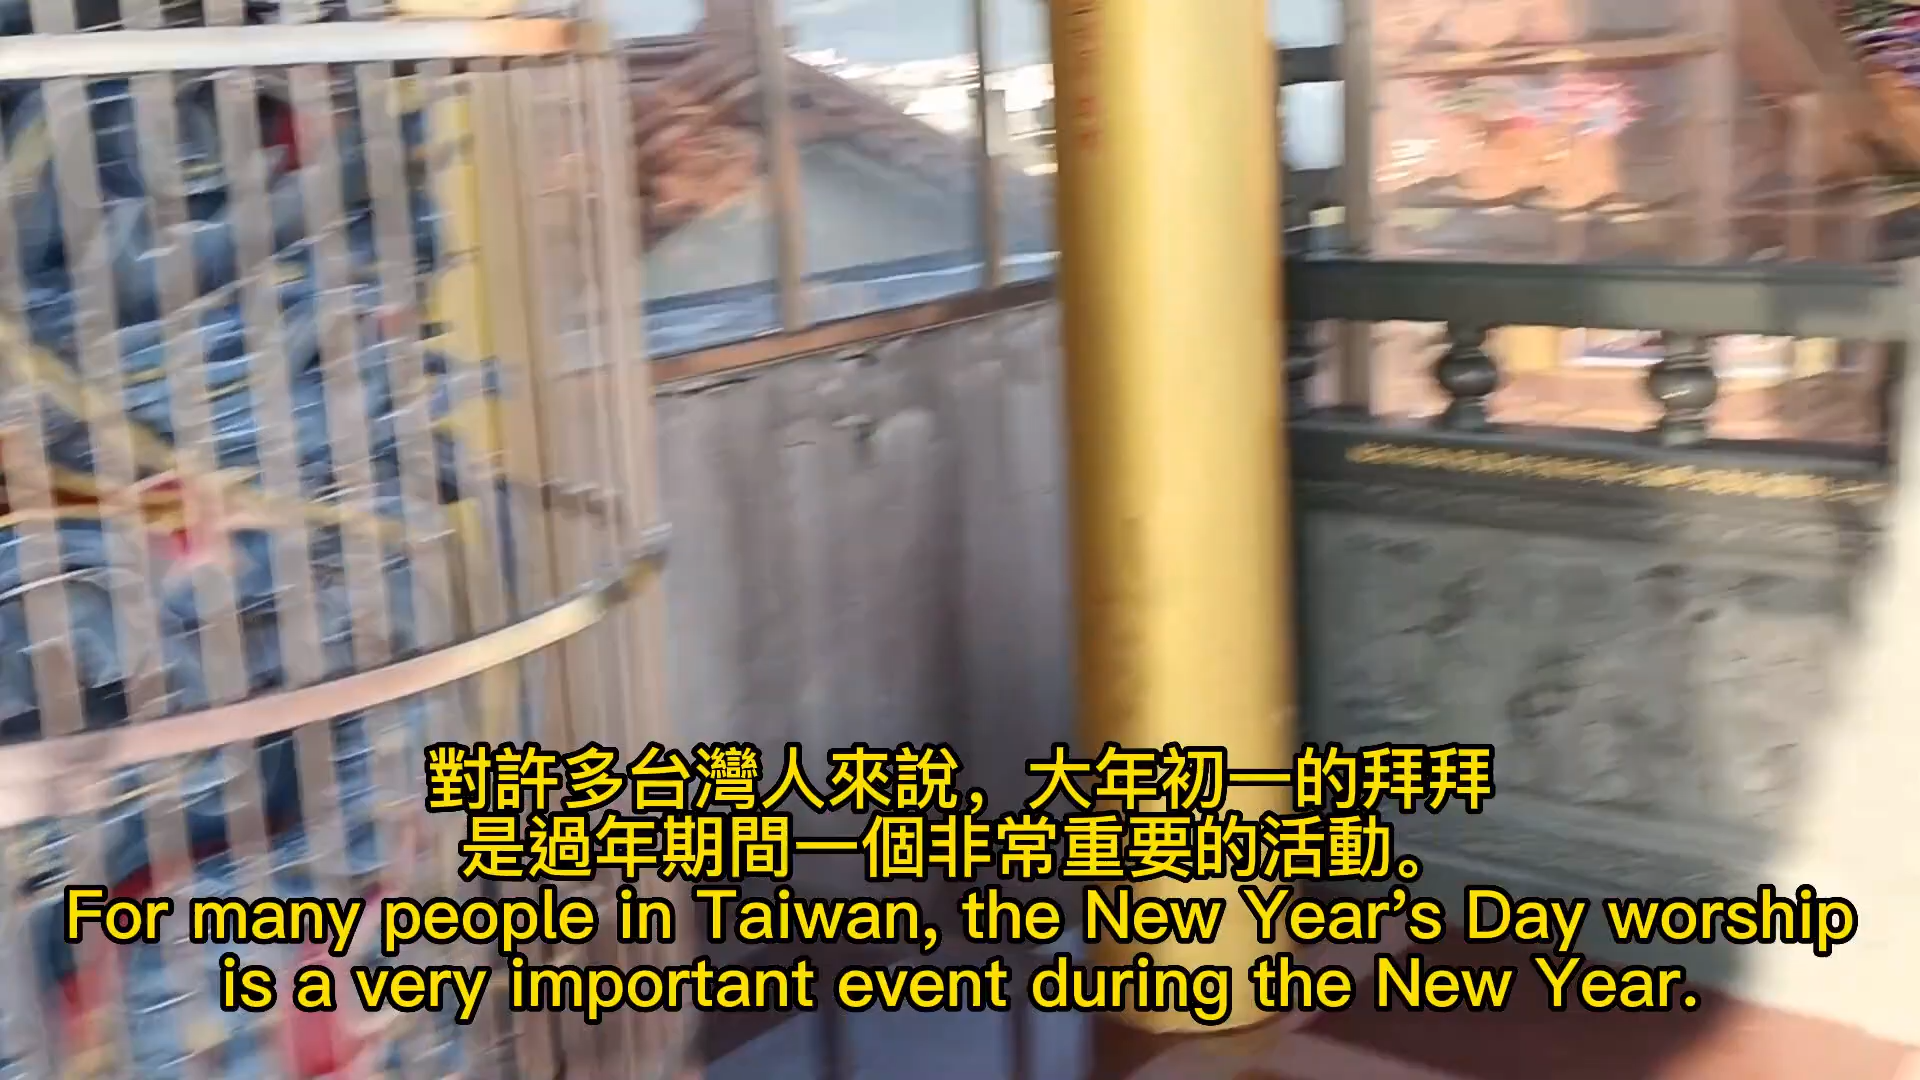 對許多台灣人來說，大年初一的拜拜
是過年期間一個非常重要的活動。
For many people in Taiwan, the New Year’s Day worship
is a very important event during the New Year.